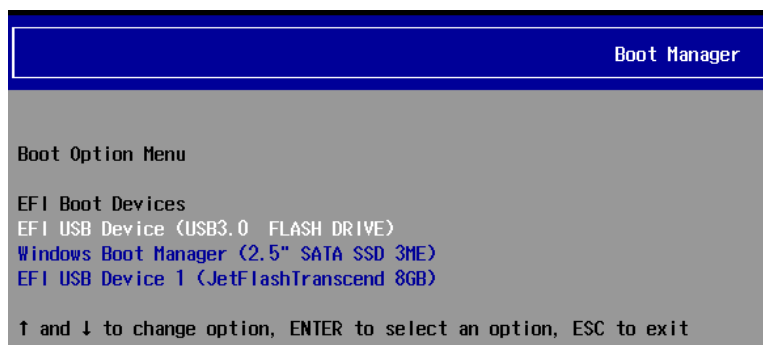 Boot Manager
Boot Option Menu
EFI Boot Devices
EFI USB Device (USB3.0  FLASH DRIVE)
Windows Boot Manager (2.5" SATA SSD 3ME)
EFI USB Device 1 (JetFlashTranscend 8GB)
↑ and ↓ to change option, ENTER to select an option, ESC to exit